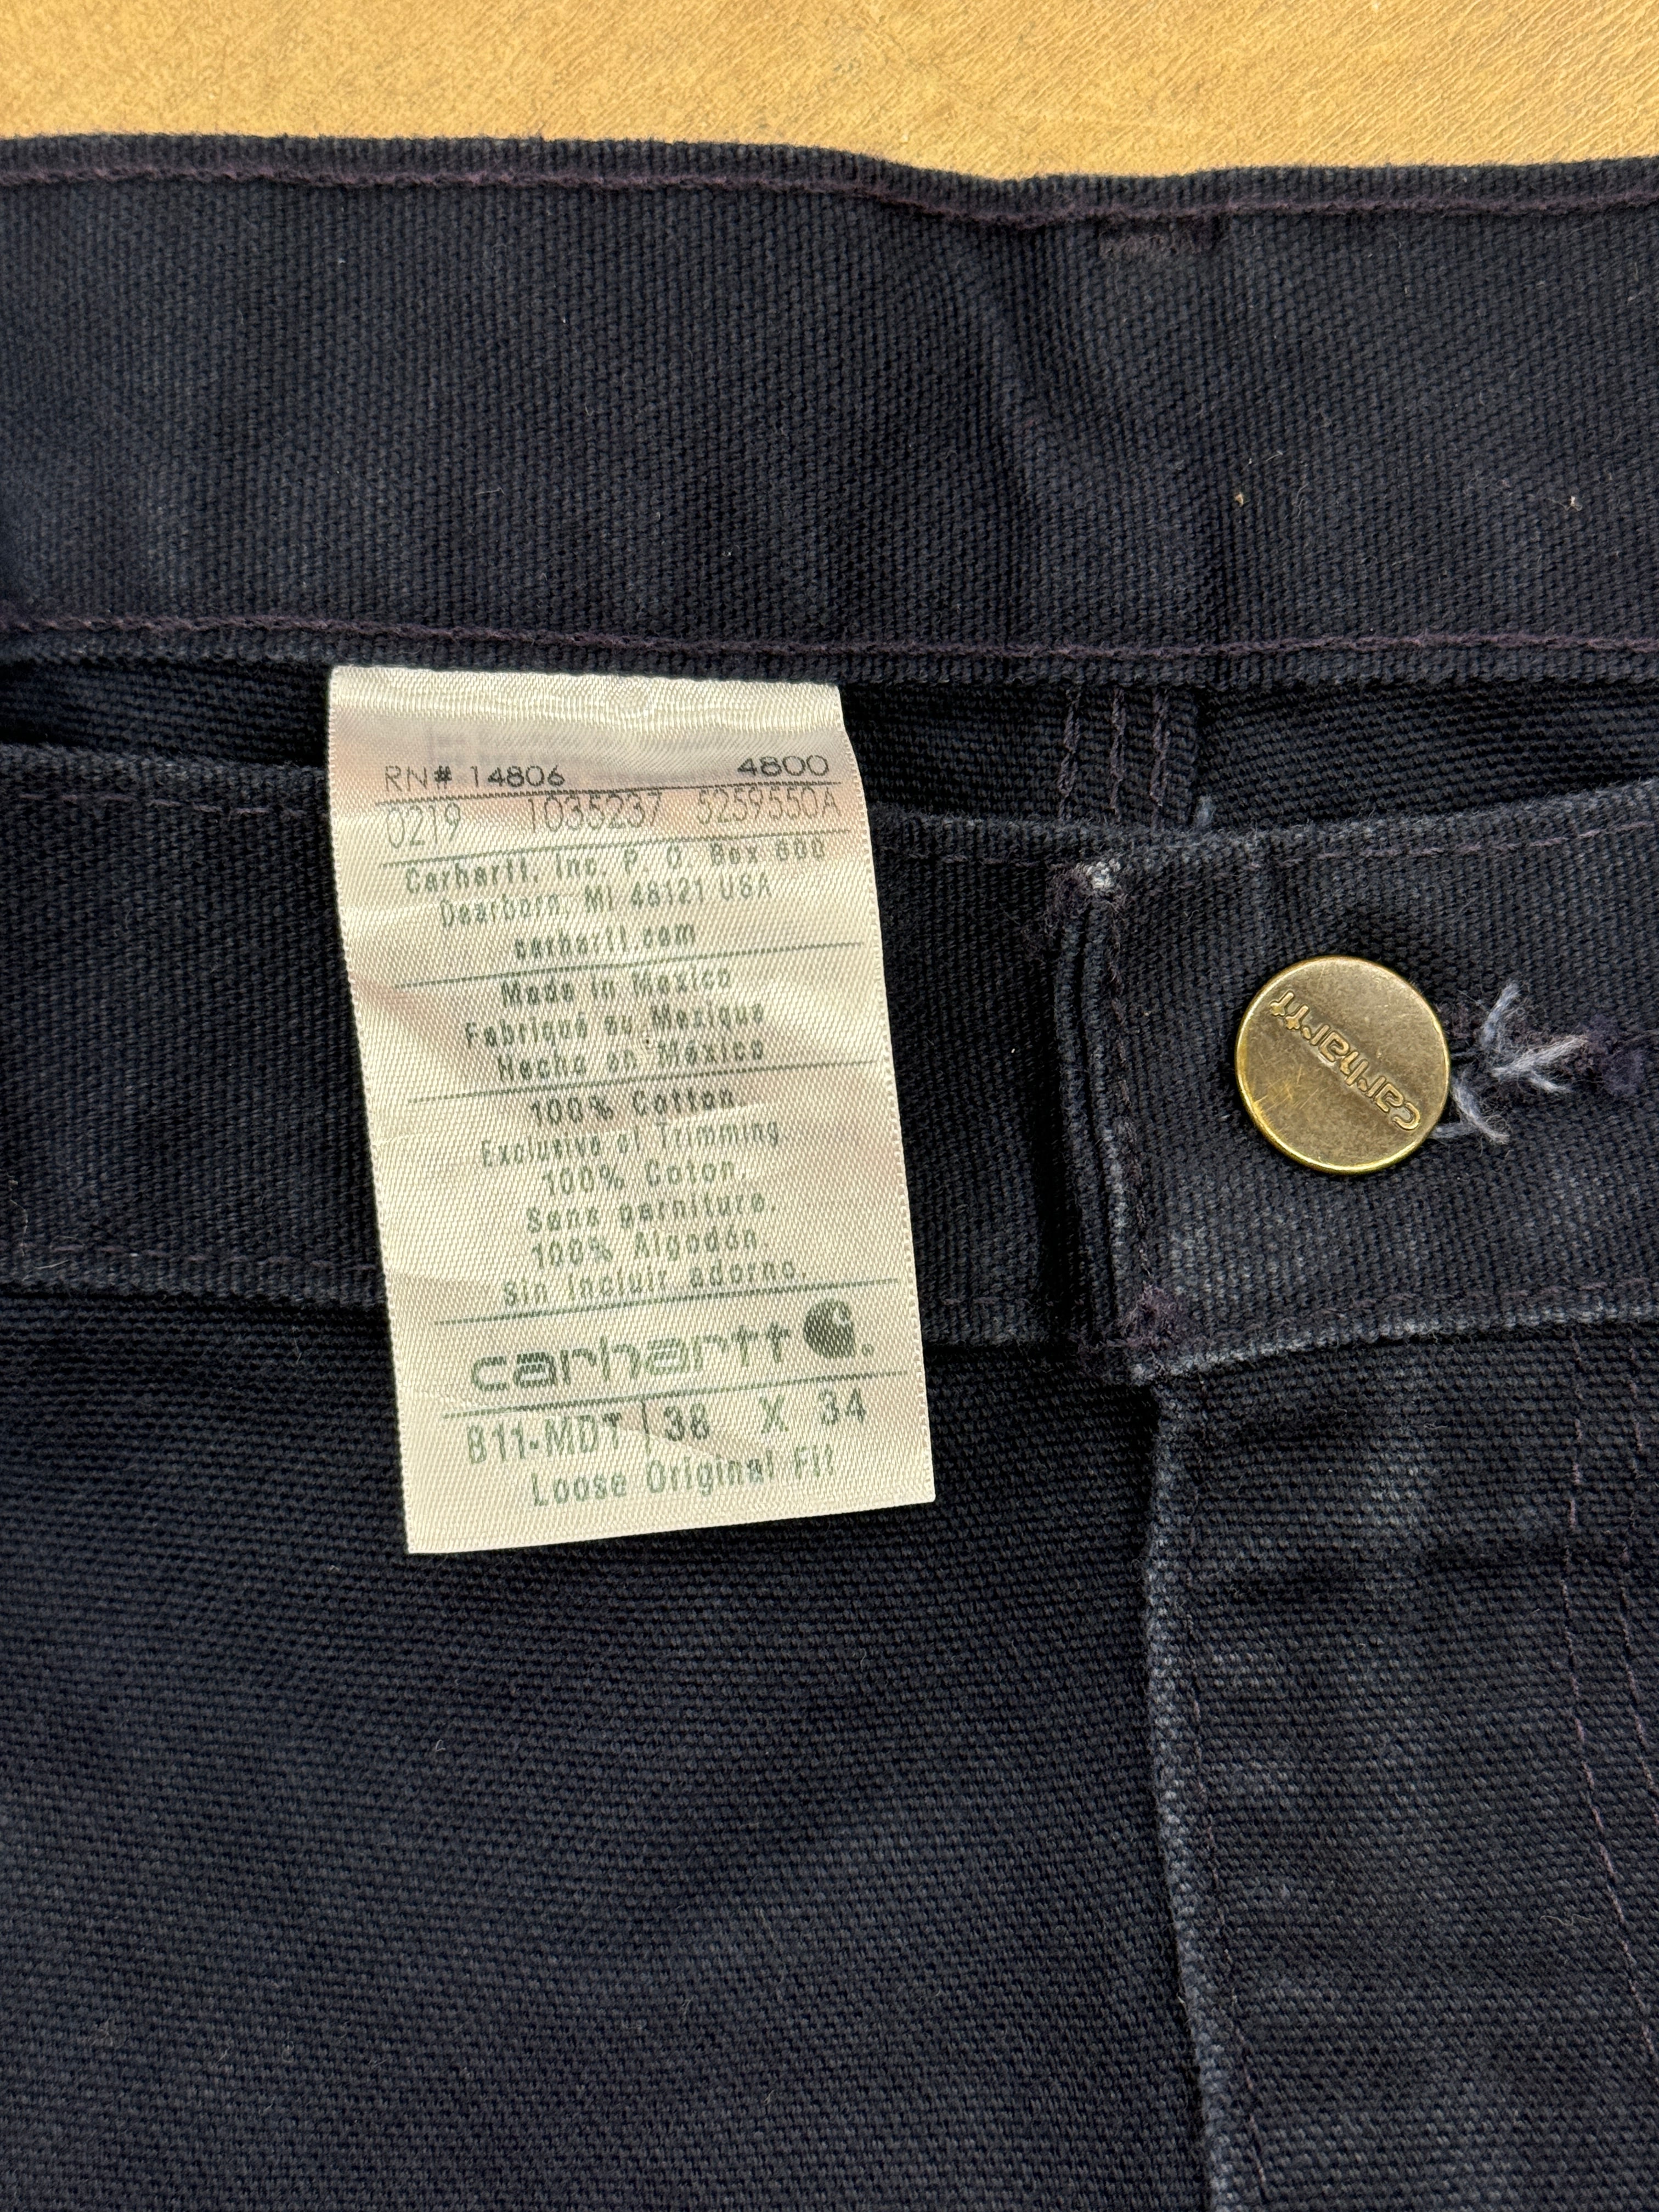 RN# 14806 4800
0219 1035237 5259550A
Carhartt, Inc. P. O. Box 600
Dearborn, MI 48121 USA
carhartt.com
Made in Mexico
Fabriqué au Mexique
Hecho en México
100% Cotton
Exclusive of Trimming
100% Coton.
Sans garniture.
100% Algodón
Sin incluir adorno.
carhartt
B11-MDT | 38 X 34
Loose Original Fit
carhartt